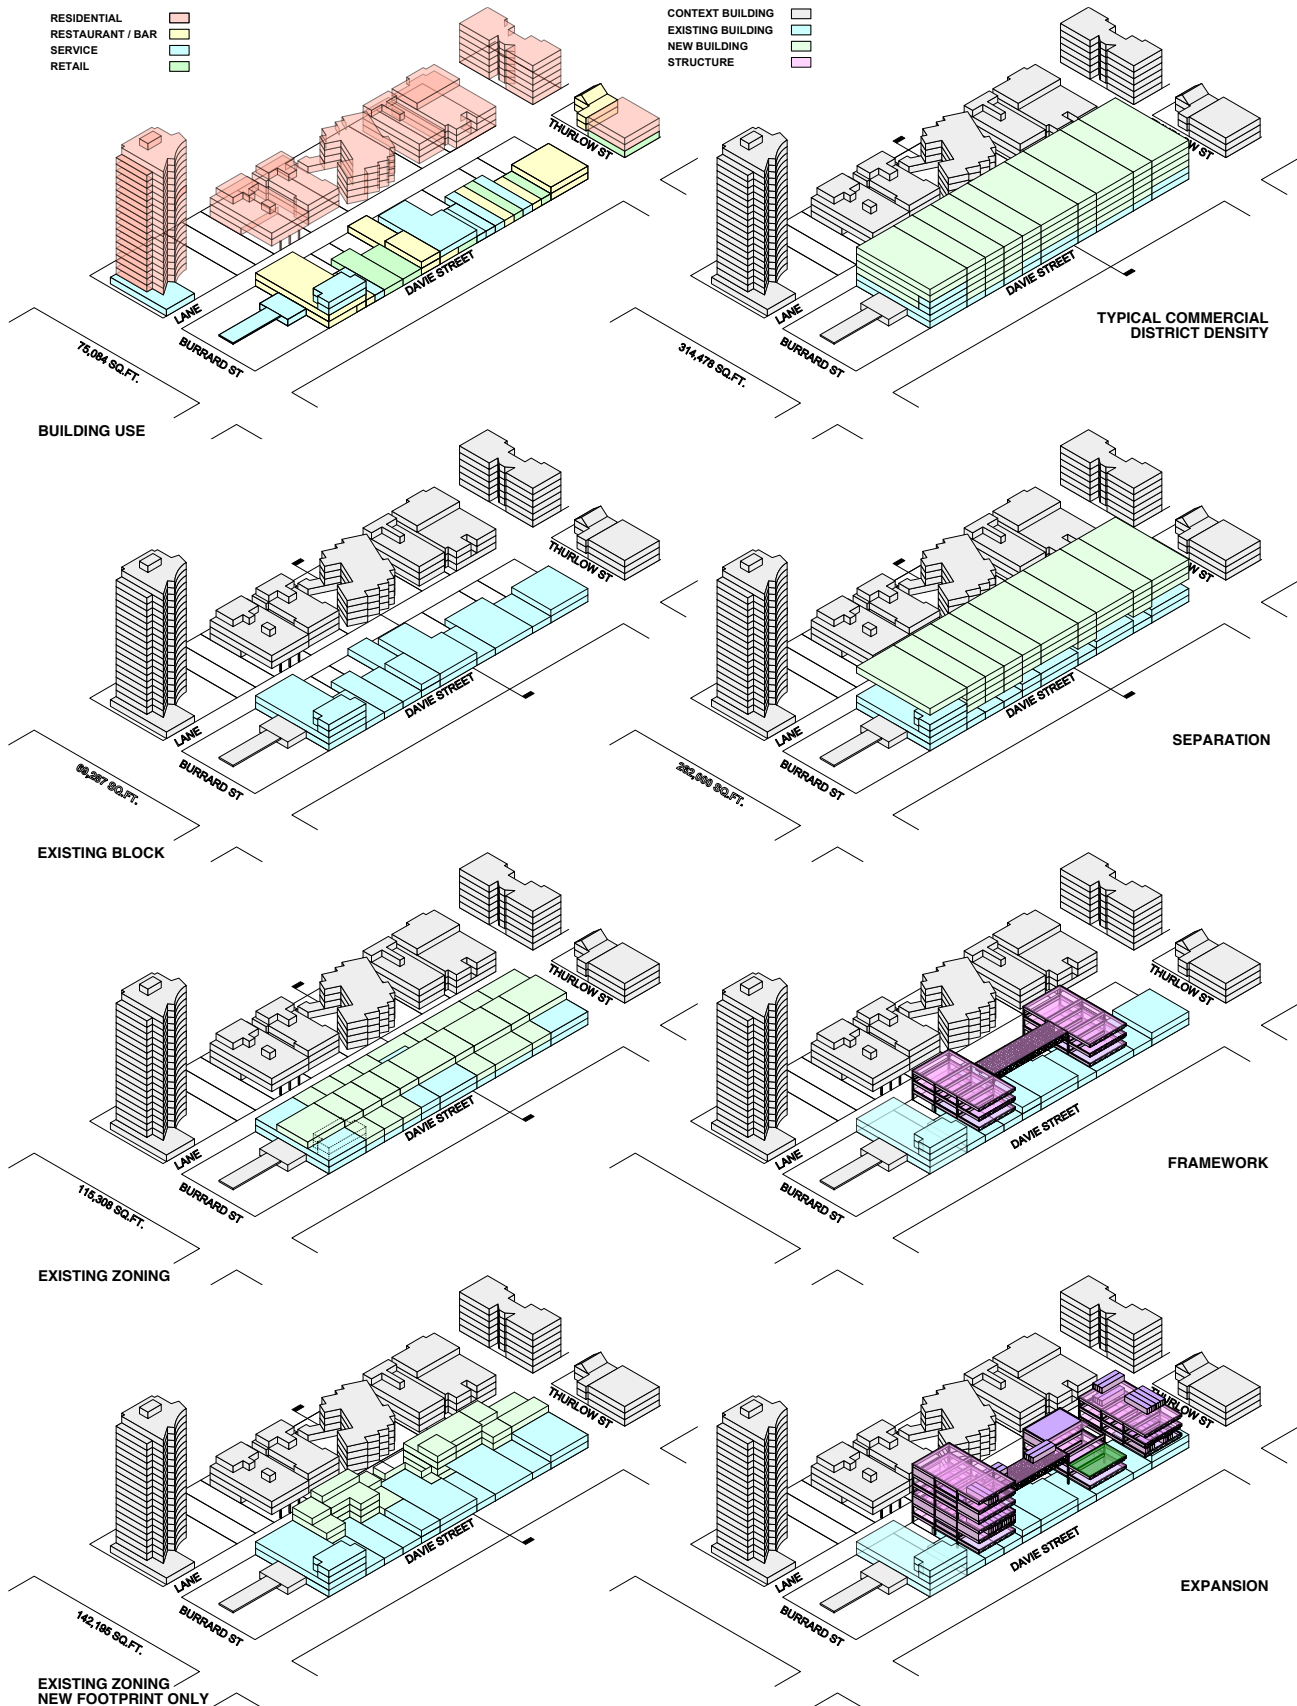 RESIDENTIAL
RESTAURANT / BAR
SERVICE
RETAIL
CONTEXT BUILDING
EXISTING BUILDING
NEW BUILDING
STRUCTURE
THURLOW ST
DAVIE STREET
LANE
BURRARD ST
75,084 SQ.FT.
BUILDING USE
THURLOW ST
DAVIE STREET
LANE
BURRARD ST
314,478 SQ.FT.
TYPICAL COMMERCIAL
DISTRICT DENSITY
THURLOW ST
DAVIE STREET
LANE
BURRARD ST
EXISTING BLOCK
OW ST
DAVIE STREET
LANE
BURRARD ST
SEPARATION
THURLOW ST
DAVIE STREET
LANE
BURRARD ST
115,308 SQ.FT.
EXISTING ZONING
THURLOW ST
DAVIE STREET
LANE
BURRARD ST
FRAMEWORK
THURLOW ST
DAVIE STREET
LANE
BURRARD ST
142,195 SQ.FT.
EXISTING ZONING
NEW FOOTPRINT ONLY
THURLOW ST
DAVIE STREET
LANE
BURRARD ST
EXPANSION